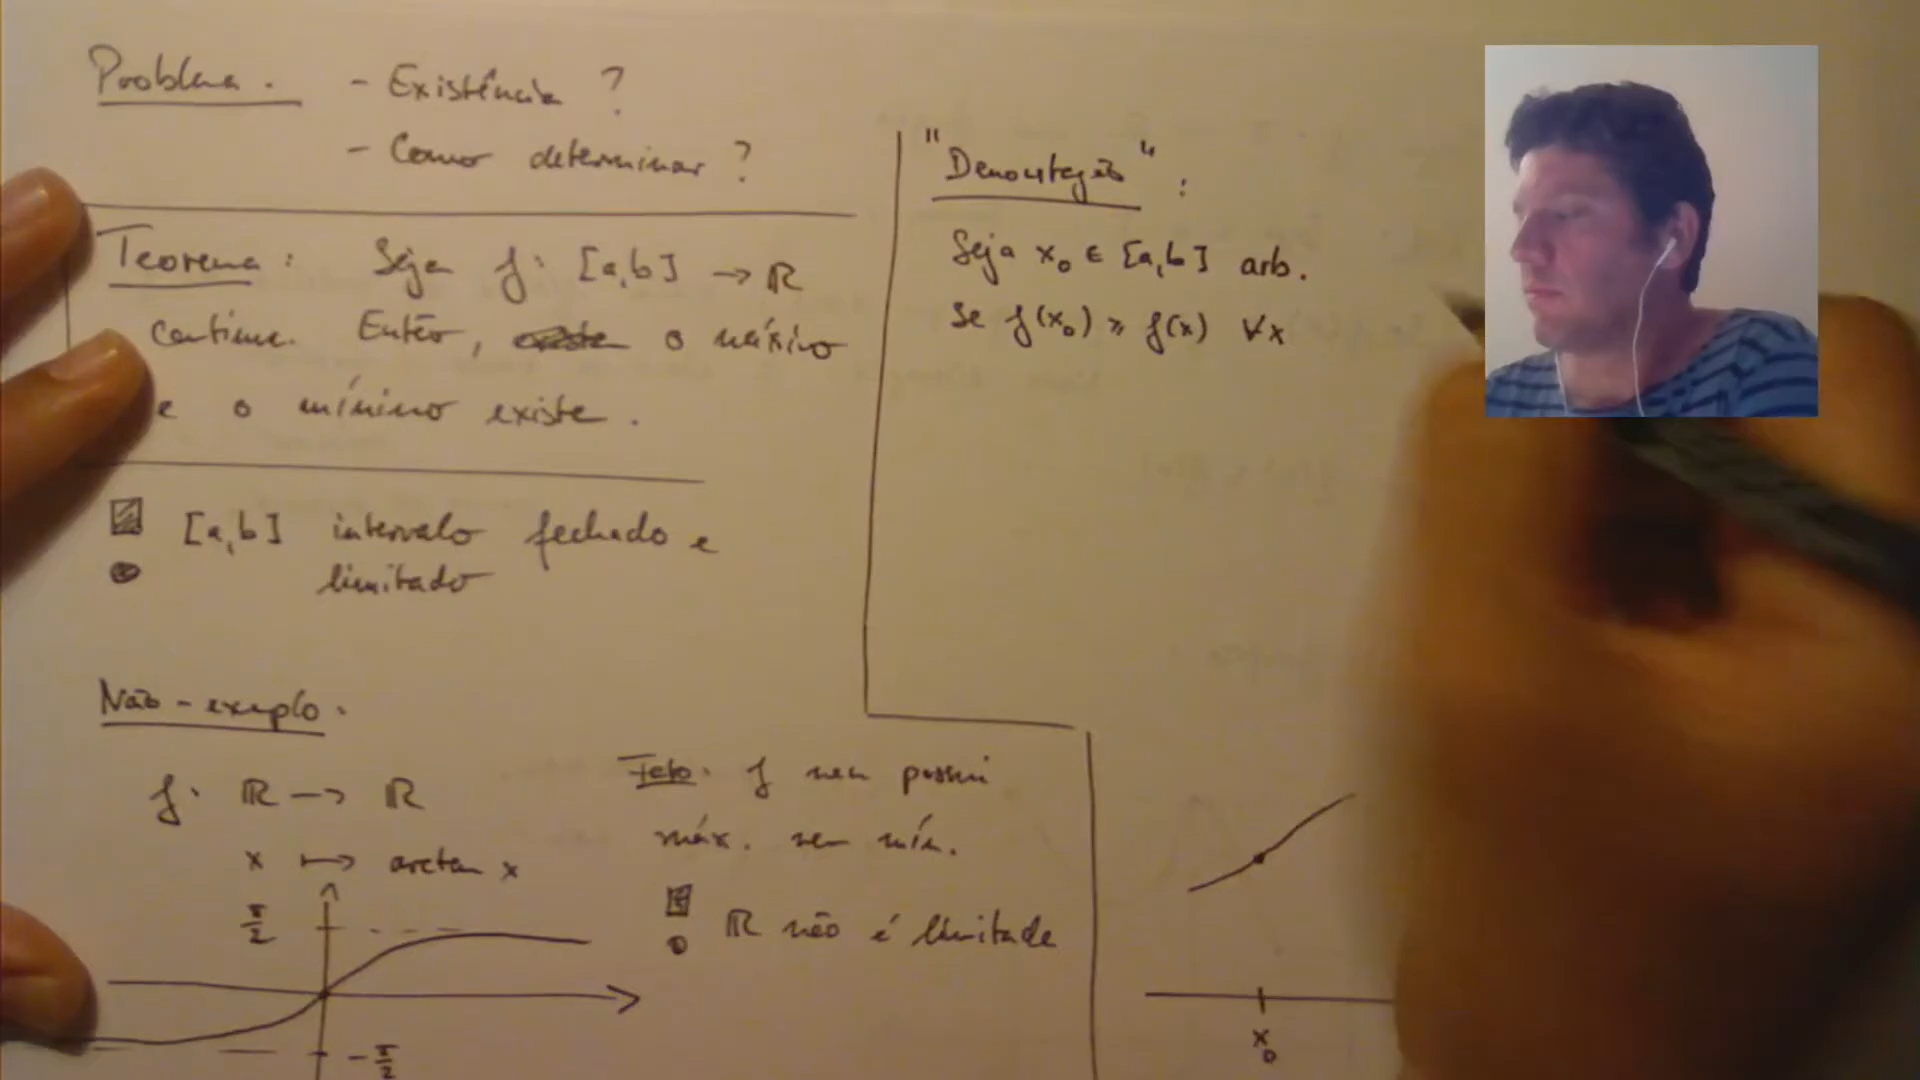 Problema. - Existência ?
- Como determinar ?
Teorema: Seja f: [a,b] → ℝ
contínua. Então, o máximo
e o mínimo existe.
[a,b] intervalo fechado e
limitado
Não-exemplo.
f: ℝ → ℝ
x ↦ arctan x
π/2
-π/2
Fato. f nem possui
máx. nem mín.
ℝ não é limitado
"Demonstração":
Seja x₀ ∈ [a,b] arb.
Se f(x₀) ≥ f(x) ∀x
x₀